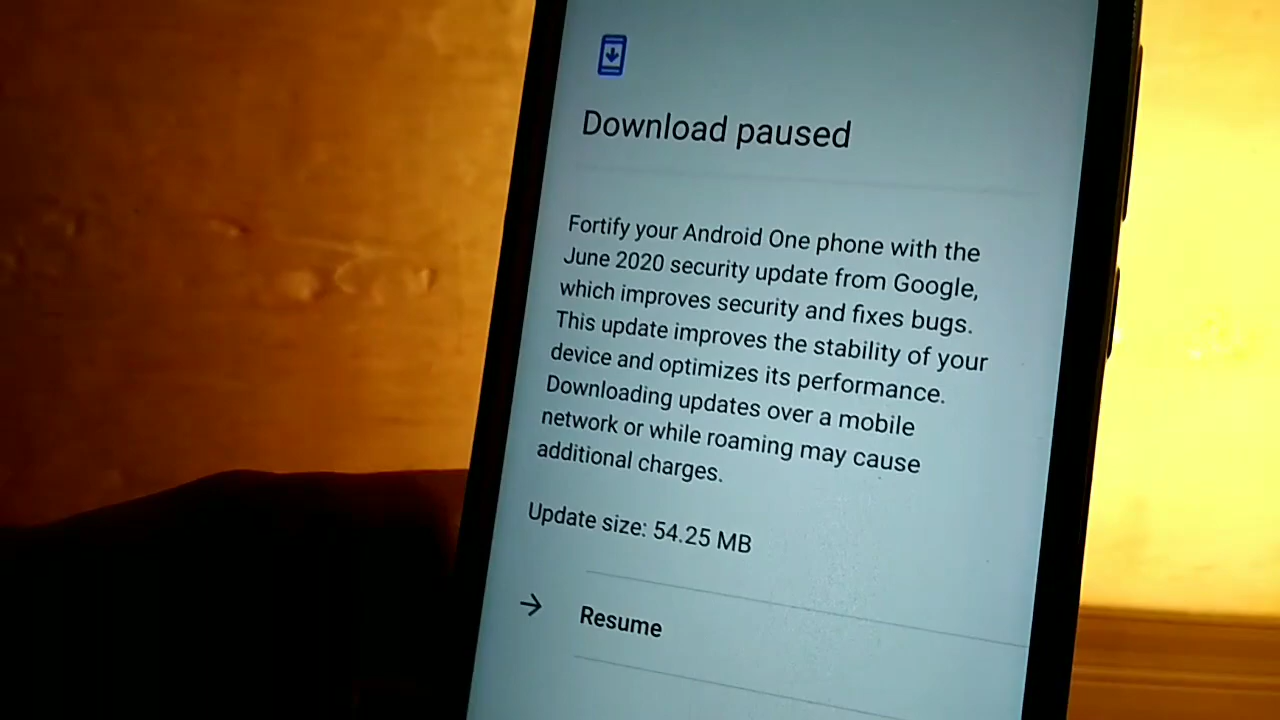 Download paused
Fortify your Android One phone with the
June 2020 security update from Google,
which improves security and fixes bugs.
This update improves the stability of your
device and optimizes its performance.
Downloading updates over a mobile
network or while roaming may cause
additional charges.
Update size: 54.25 MB
Resume